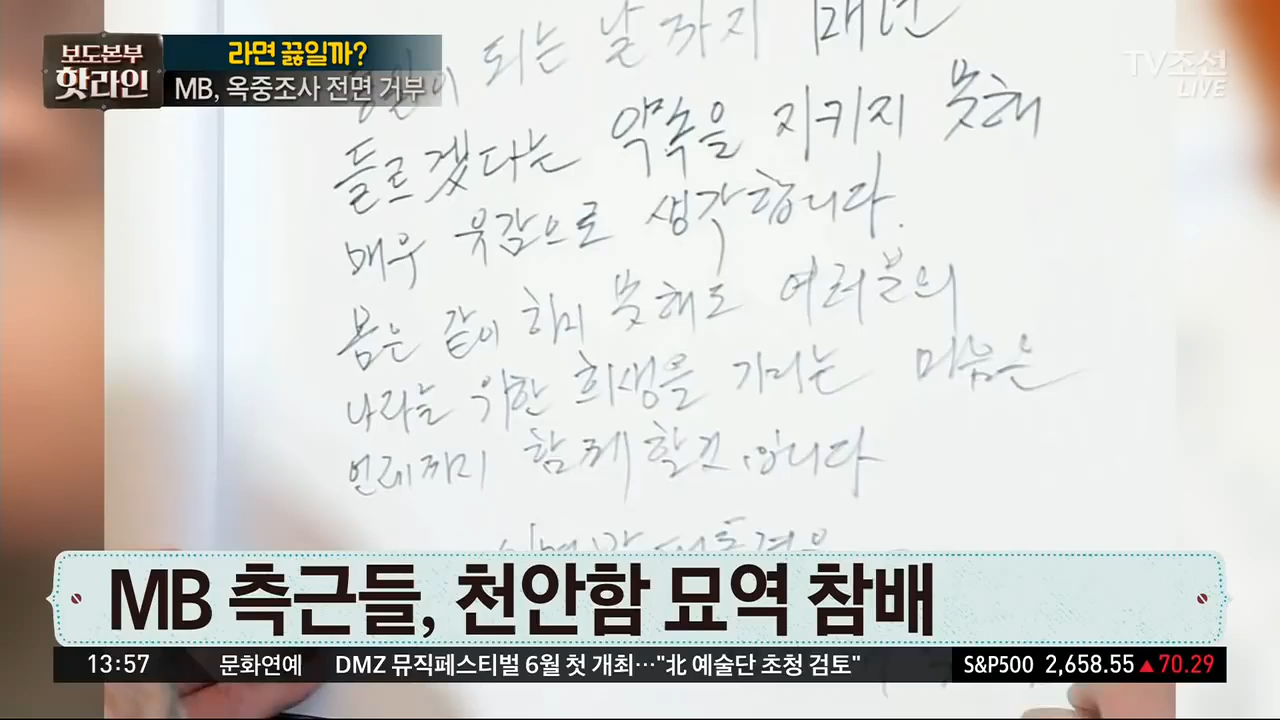 보도본부
핫라인
라면 끓일까?
MB, 옥중조사 전면 거부
TV조선
LIVE
되는 날까지 매년
들르겠다는 약속을 지키지 못해
매우 유감으로 생각합니다.
몸은 같이 하지 못해도 여러분의
나라를 위한 희생을 기리는 마음은
언제까지 함께 할것입니다
MB 측근들, 천안함 묘역 참배
13:57 문화연예 DMZ 뮤직페스티벌 6월 첫 개최…"北 예술단 초청 검토" S&P500 2,658.55 ▲70.29